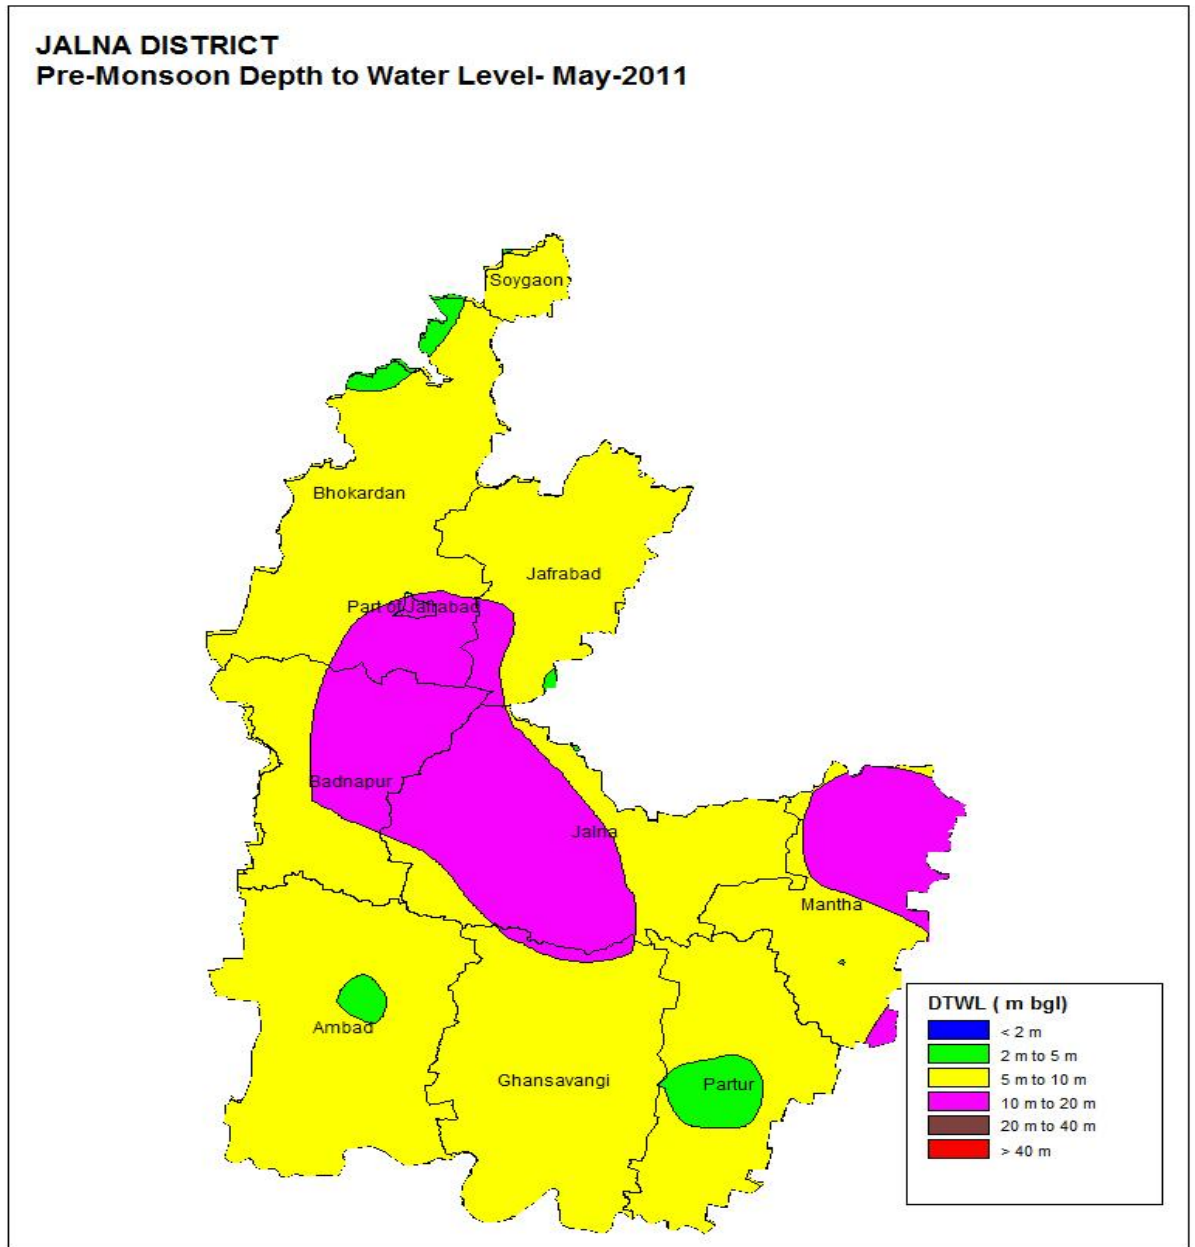 JALNA DISTRICT
Pre-Monsoon Depth to Water Level- May-2011
Soygaon
Bhokardan
Jafrabad
Part of Jafrabad
Badnapur
Jalna
Mantha
Ambad
Ghansavangi
Partur
DTWL ( m bgl)
< 2 m
2 m to 5 m
5 m to 10 m
10 m to 20 m
20 m to 40 m
> 40 m